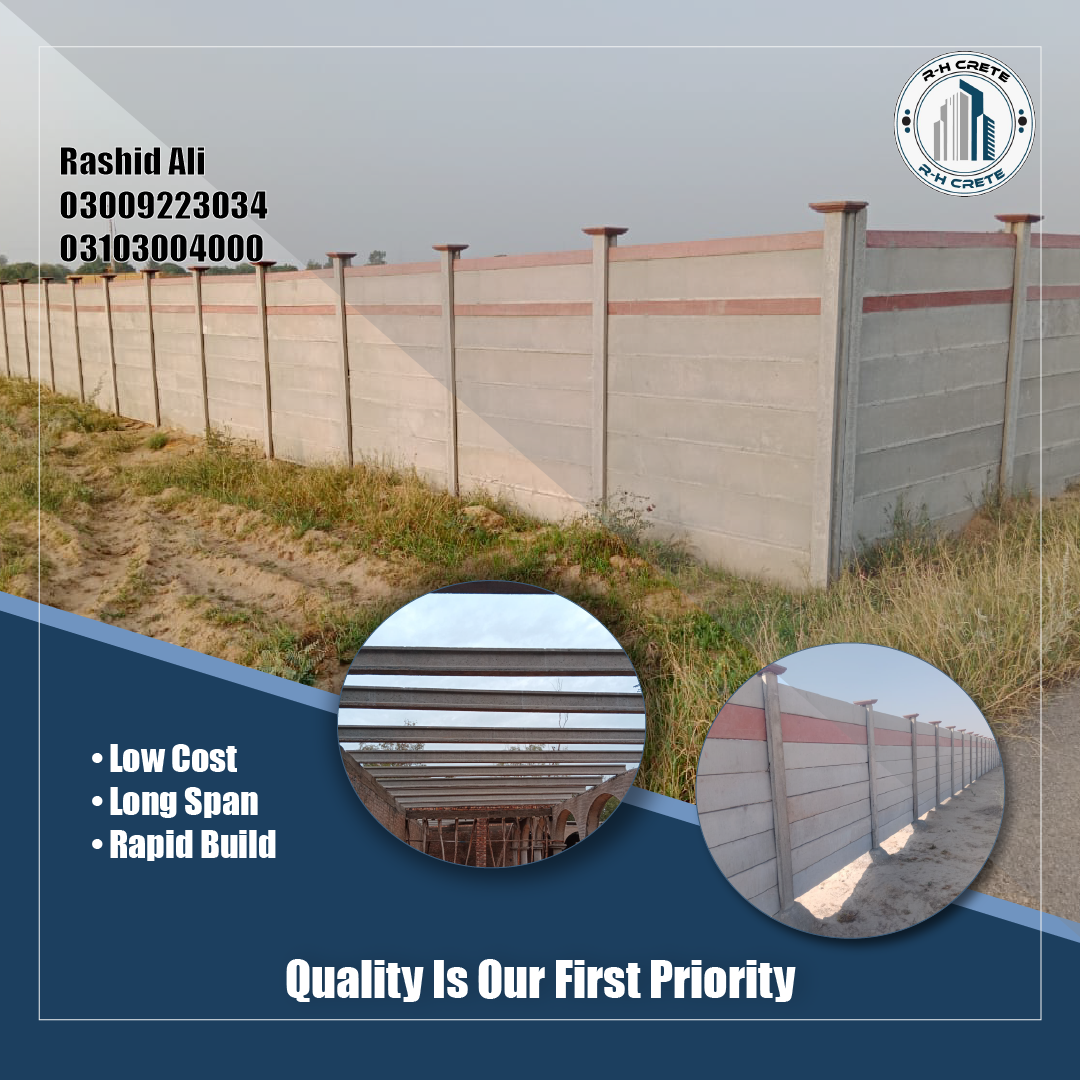 R-H CRETE
R-H CRETE
Rashid Ali
03009223034
03103004000
• Low Cost
• Long Span
• Rapid Build
Quality Is Our First Priority